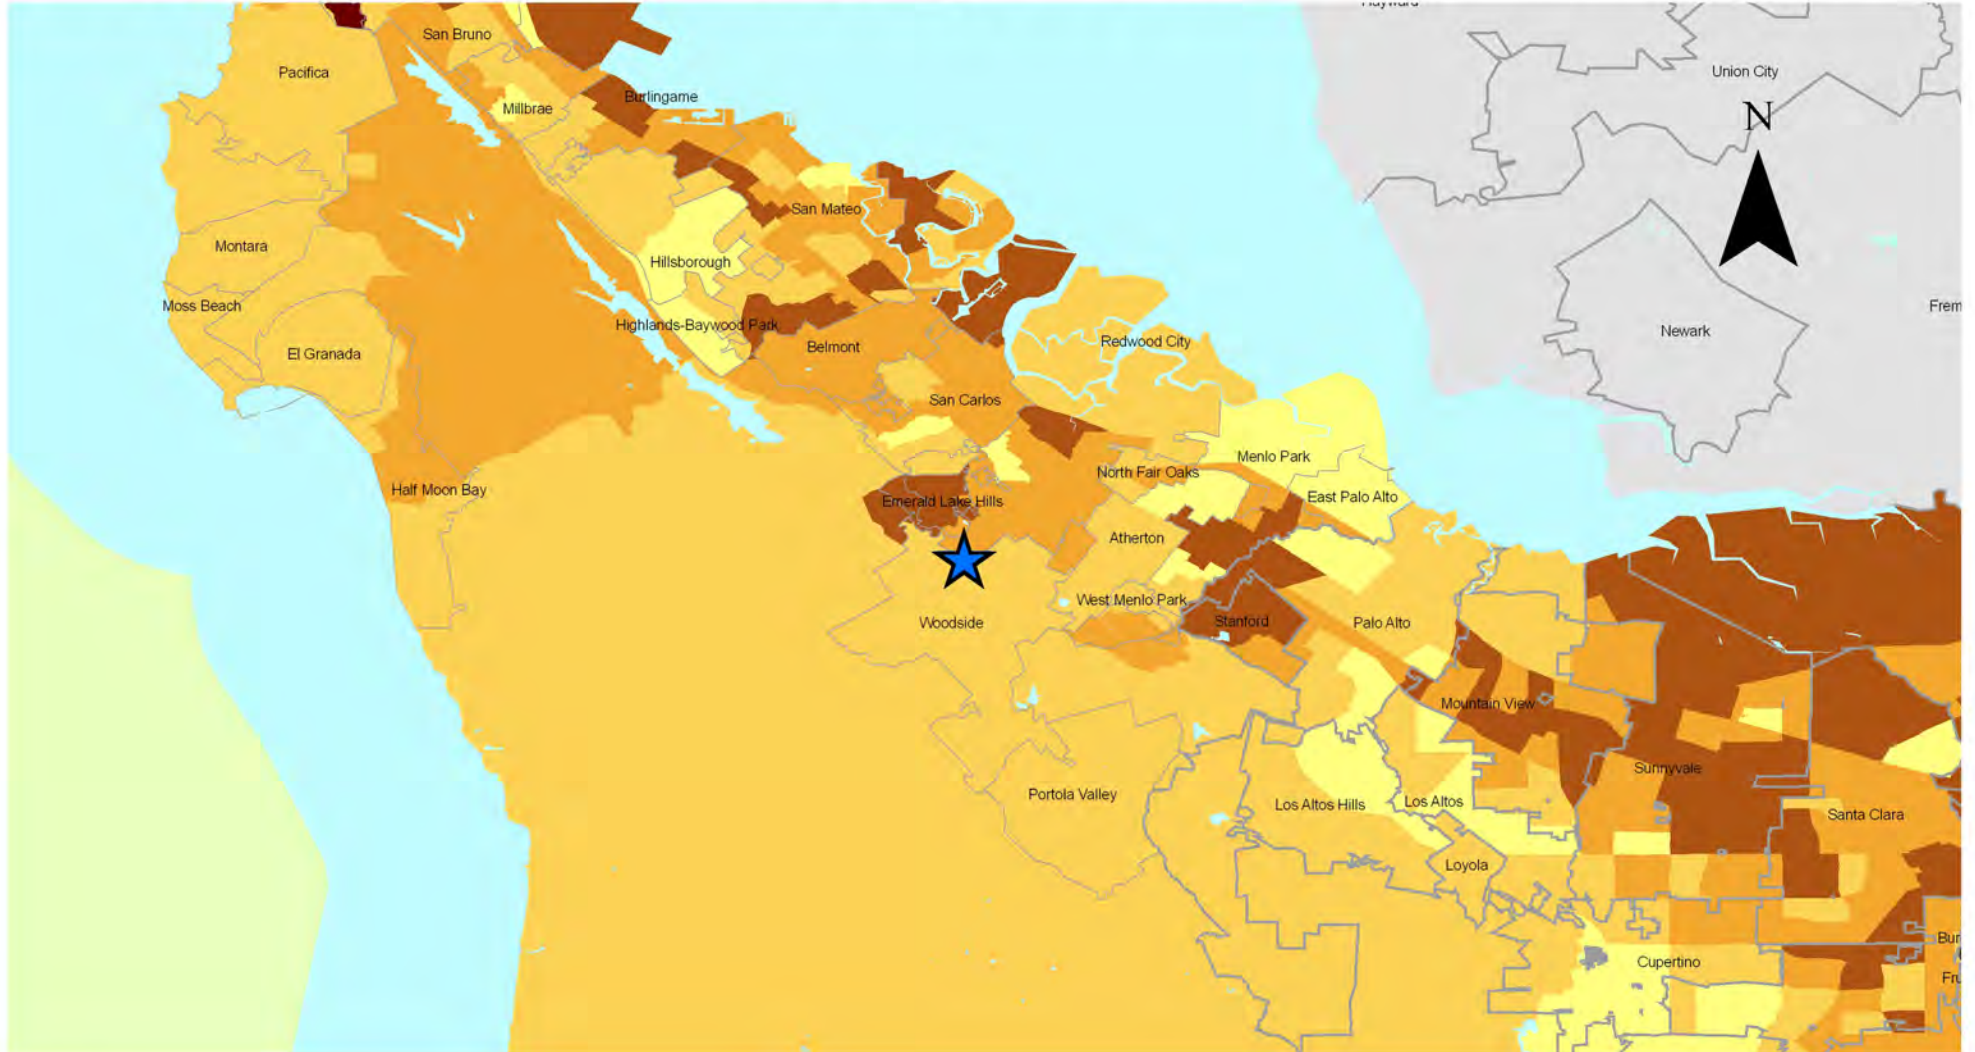 San Bruno
Pacifica
Union City
Millbrae
Burlingame
N
San Mateo
Montara
Hillsborough
Moss Beach
Highlands-Baywood Park
Newark
El Granada
Belmont
Redwood City
San Carlos
Menlo Park
North Fair Oaks
Half Moon Bay
East Palo Alto
Emerald Lake Hills
Atherton
West Menlo Park
Woodside
Stanford
Palo Alto
Mountain View
Sunnyvale
Portola Valley
Los Altos Hills
Los Altos
Santa Clara
Loyola
Cupertino
Frem
Bur
Fru